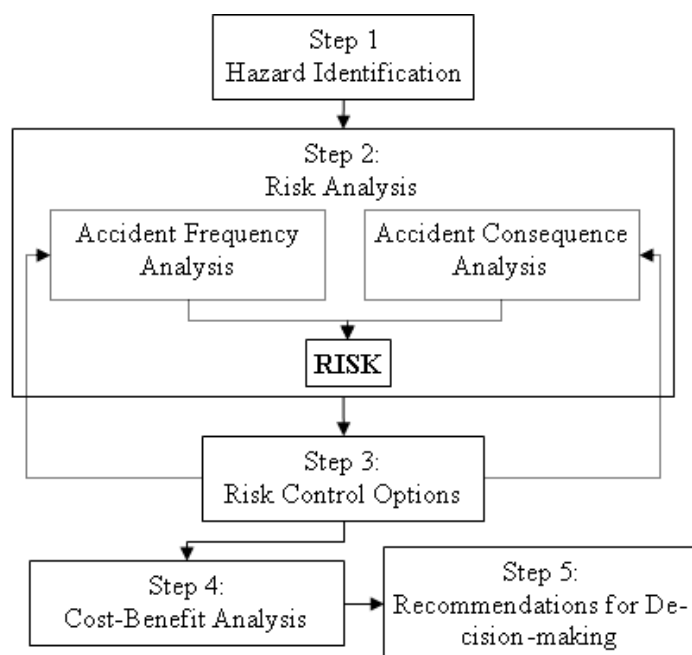 Step 1
Hazard Identification
Step 2:
Risk Analysis
Accident Frequency
Analysis
Accident Consequence
Analysis
RISK
Step 3:
Risk Control Options
Step 4:
Cost-Benefit Analysis
Step 5:
Recommendations for De-
cision-making